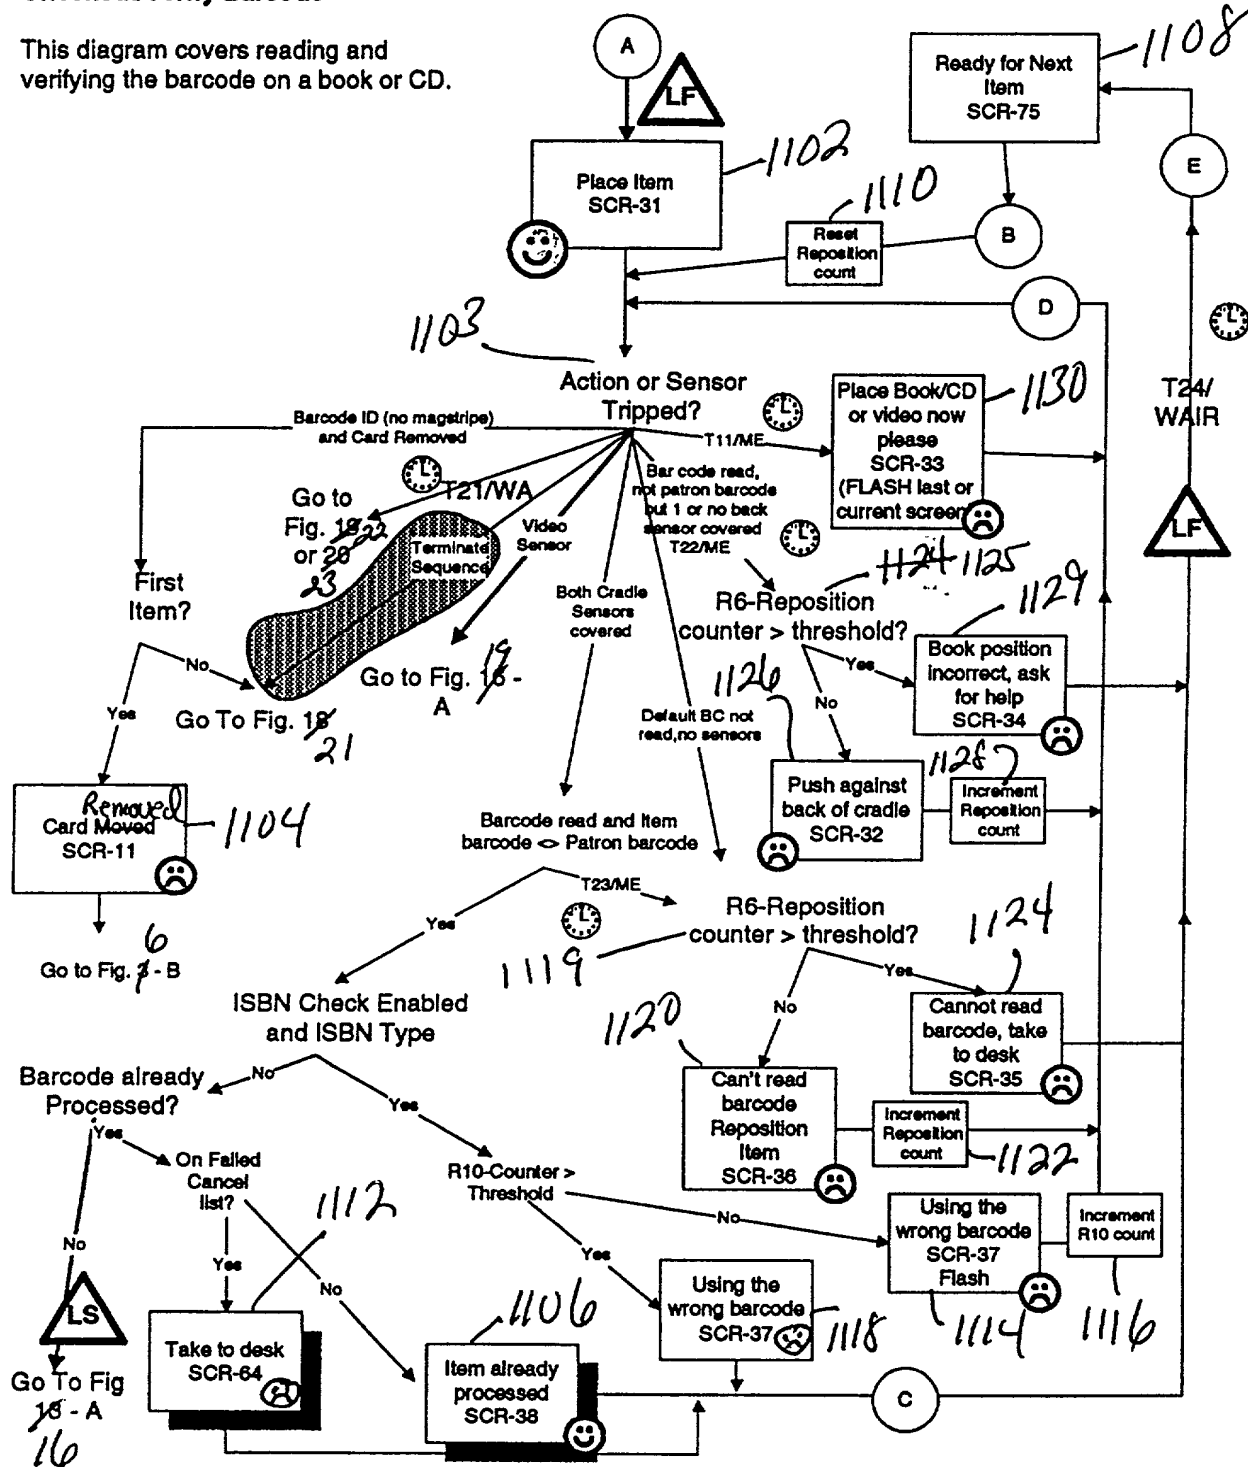 This diagram covers reading and
verifying the barcode on a book or CD.
A
LF
1102
Place Item
SCR-31
Ready for Next
Item
SCR-75
1108
E
B
1110
Reset
Reposition
count
D
1103
Action or Sensor
Tripped?
Barcode ID (no magstripe)
and Card Removed
T11/ME
Place Book/CD
or video now
please
SCR-33
(FLASH last or
current screen
1130
T24/
WAIR
LF
T21/WA
Go to
Fig. 19 22
or 20
23
Terminate
Sequence
Video
Sensor
Bar code read,
not patron barcode
but 1 or no back
sensor covered
T22/ME
Both Cradle
Sensors
covered
First
Item?
No
Yes
Go To Fig. 18
21
Go to Fig. 16 -
19
A
1124 1125
R6-Reposition
counter > threshold?
Yes
No
1129
Book position
incorrect, ask
for help
SCR-34
1126
Default BC not
read,no sensors
Push against
back of cradle
SCR-32
1128
Increment
Reposition
count
Removed
Card Moved
SCR-11
1104
6
Go to Fig. 3 - B
Barcode read and Item
barcode <> Patron barcode
T23/ME
Yes
1119
R6-Reposition
counter > threshold?
No
Yes
1124
Cannot read
barcode, take
to desk
SCR-35
ISBN Check Enabled
and ISBN Type
No
Yes
1120
Can't read
barcode
Reposition
Item
SCR-36
Increment
Reposition
count
1122
Barcode already
Processed?
Yes
No
On Failed
Cancel
list?
Yes
No
1112
R10-Counter >
Threshold
No
Yes
Using the
wrong barcode
SCR-37
Flash
1114
Increment
R10 count
1116
Using the
wrong barcode
SCR-37
1118
LS
Go To Fig
13 - A
16
Take to desk
SCR-64
1106
Item already
processed
SCR-38
C